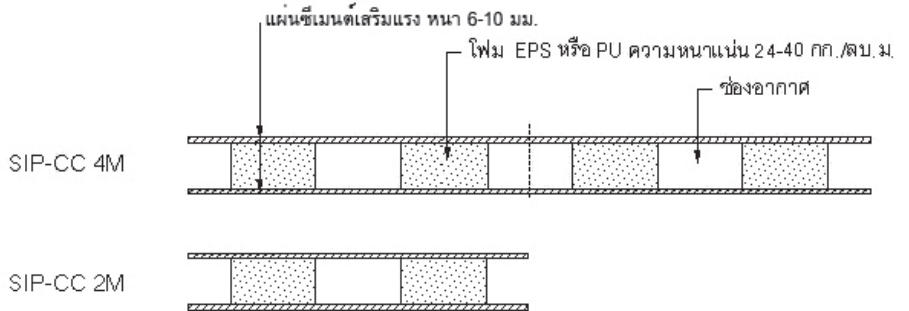 แผ่นซีเมนต์เสริมแรง หนา 6-10 มม.
โฟม EPS หรือ PU ความหนาแน่น 24-40 กก./ลบ.ม.
ช่องอากาศ
SIP-CC 4M
SIP-CC 2M